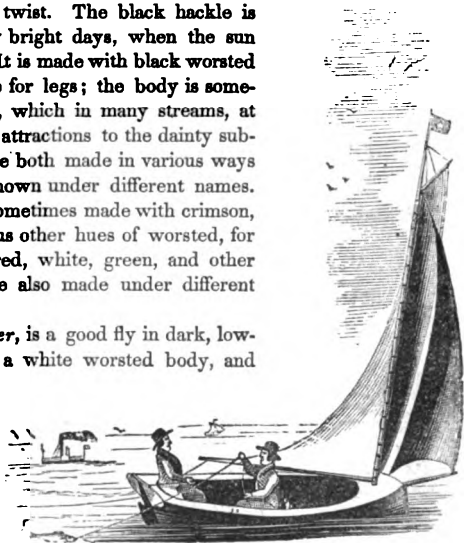 twist. The black hackle is
bright days, when the sun
It is made with black worsted
for legs; the body is some-
, which in many streams, at
attractions to the dainty sub-
both made in various ways
under different names.
ometimes made with crimson,
other hues of worsted, for
red, white, green, and other
also made under different
er, is a good fly in dark, low-
a white worsted body, and